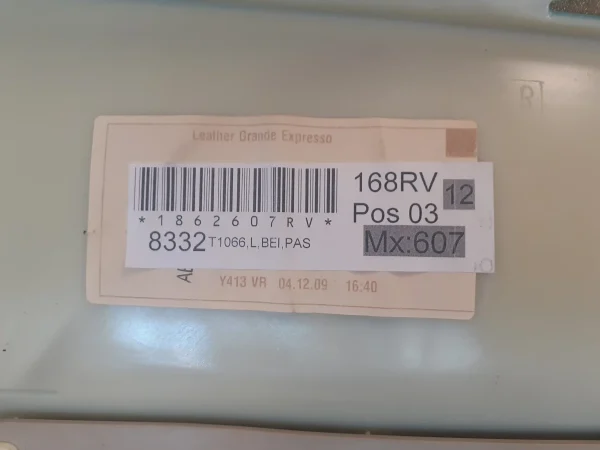 R
Leather Grande Expresso
*1862607RV*
8332 T1066,L,BEI,PAS
168RV
12
Pos 03
Mx:607
Y413 VR 04.12.09 16.40